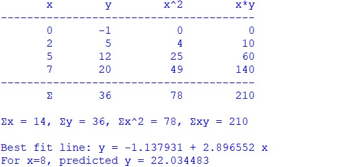 x y x^2 x*y
----------------------------------------
0 -1 0 0
2 5 4 10
5 12 25 60
7 20 49 140
----------------------------------------
Σ 36 78 210

Σx = 14, Σy = 36, Σx^2 = 78, Σxy = 210

Best fit line: y = -1.137931 + 2.896552 x
For x=8, predicted y = 22.034483